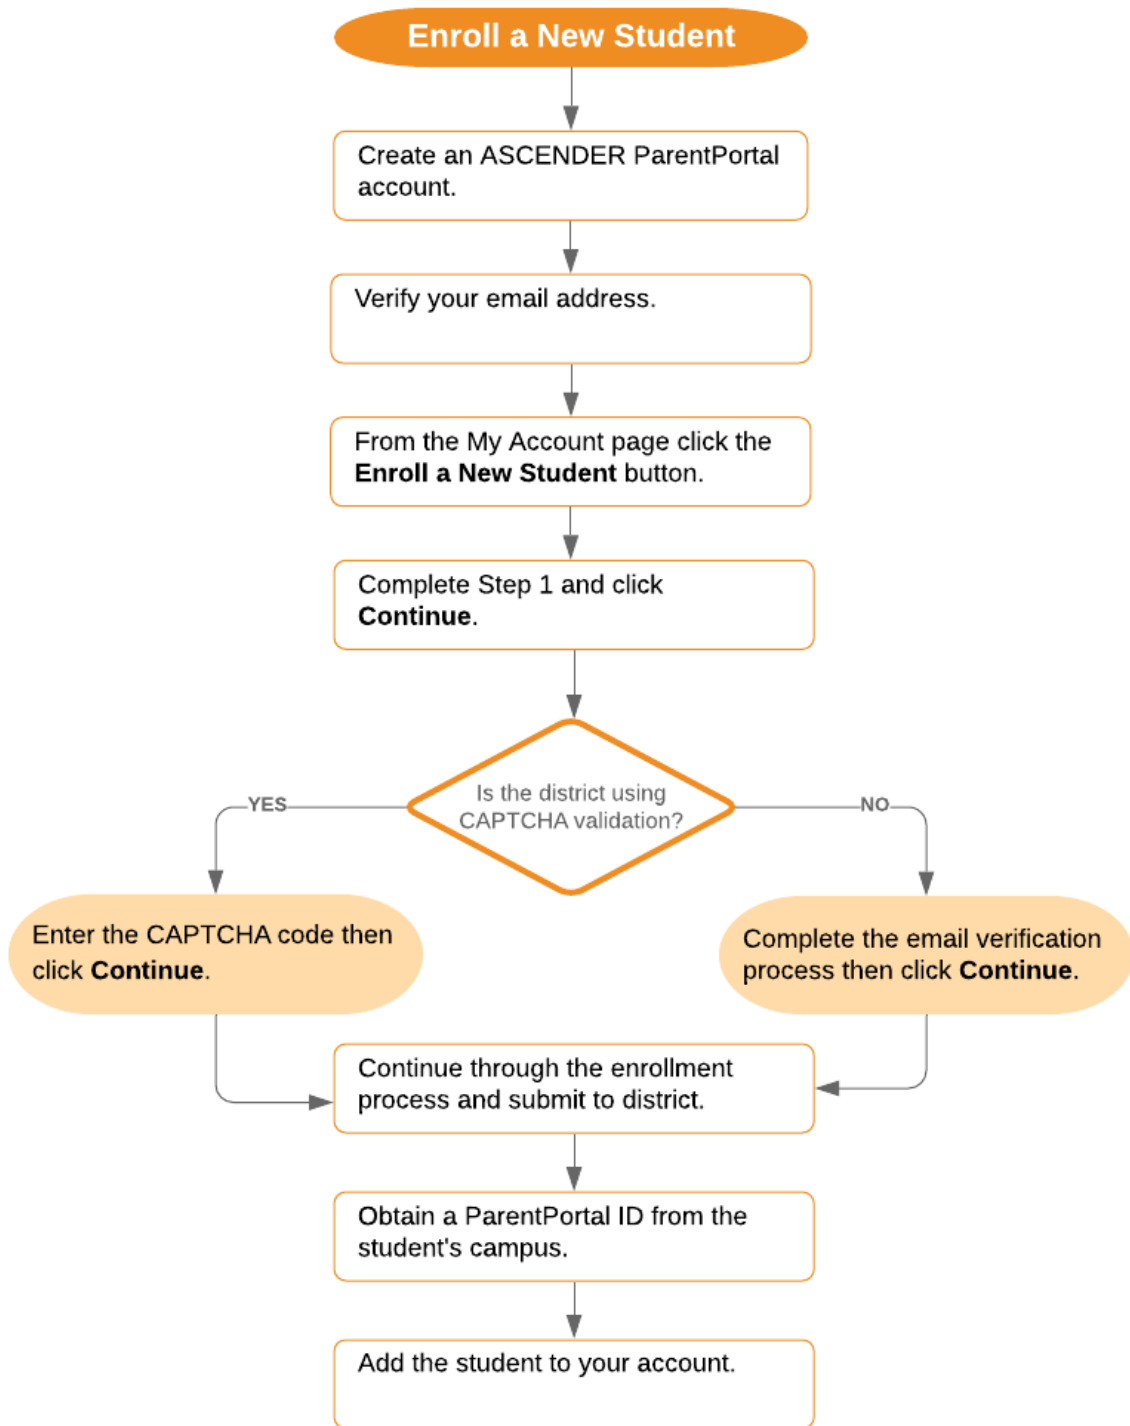 Enroll a New Student
Create an ASCENDER ParentPortal
account.
Verify your email address.
From the My Account page click the
Enroll a New Student button.
Complete Step 1 and click
Continue.
Is the district using
CAPTCHA validation?
YES
NO
Enter the CAPTCHA code then
click Continue.
Complete the email verification
process then click Continue.
Continue through the enrollment
process and submit to district.
Obtain a ParentPortal ID from the
student's campus.
Add the student to your account.